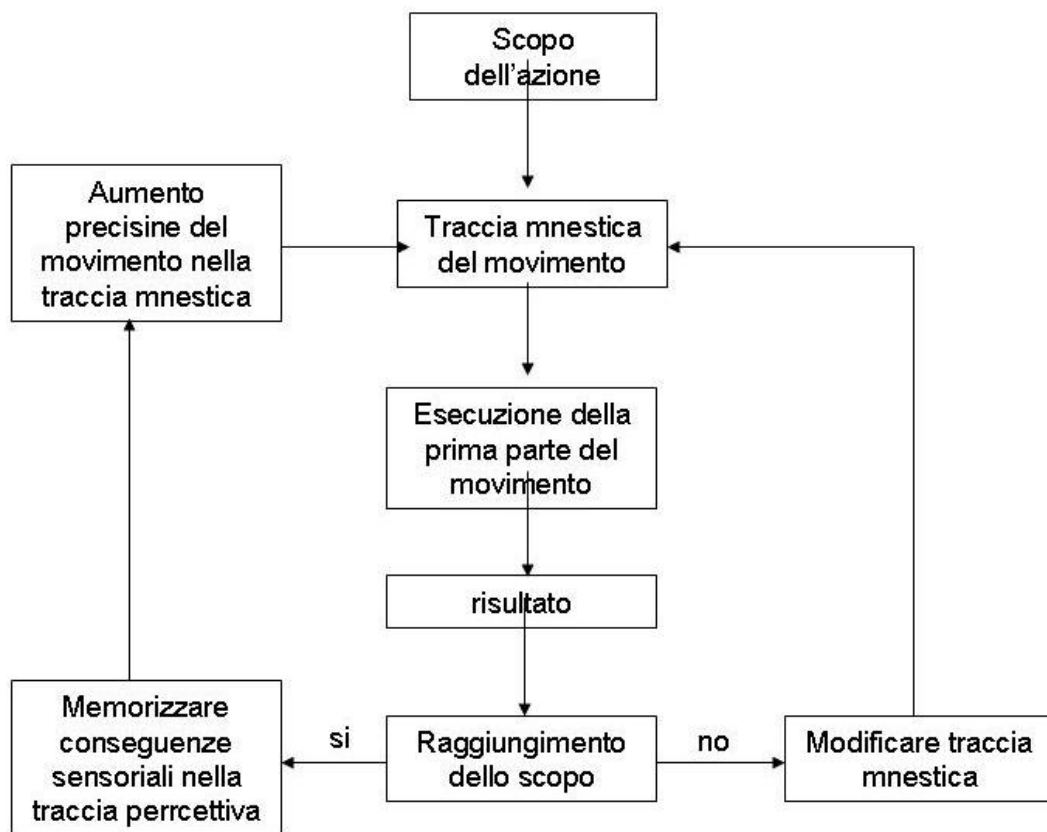 Scopo
dell'azione
Aumento
precisine del
movimento nella
traccia mnestica
Traccia mnestica
del movimento
Esecuzione della
prima parte del
movimento
risultato
Memorizzare
conseguenze
sensoriali nella
traccia perrcettiva
si
Raggiungimento
dello scopo
no
Modificare traccia
mnestica